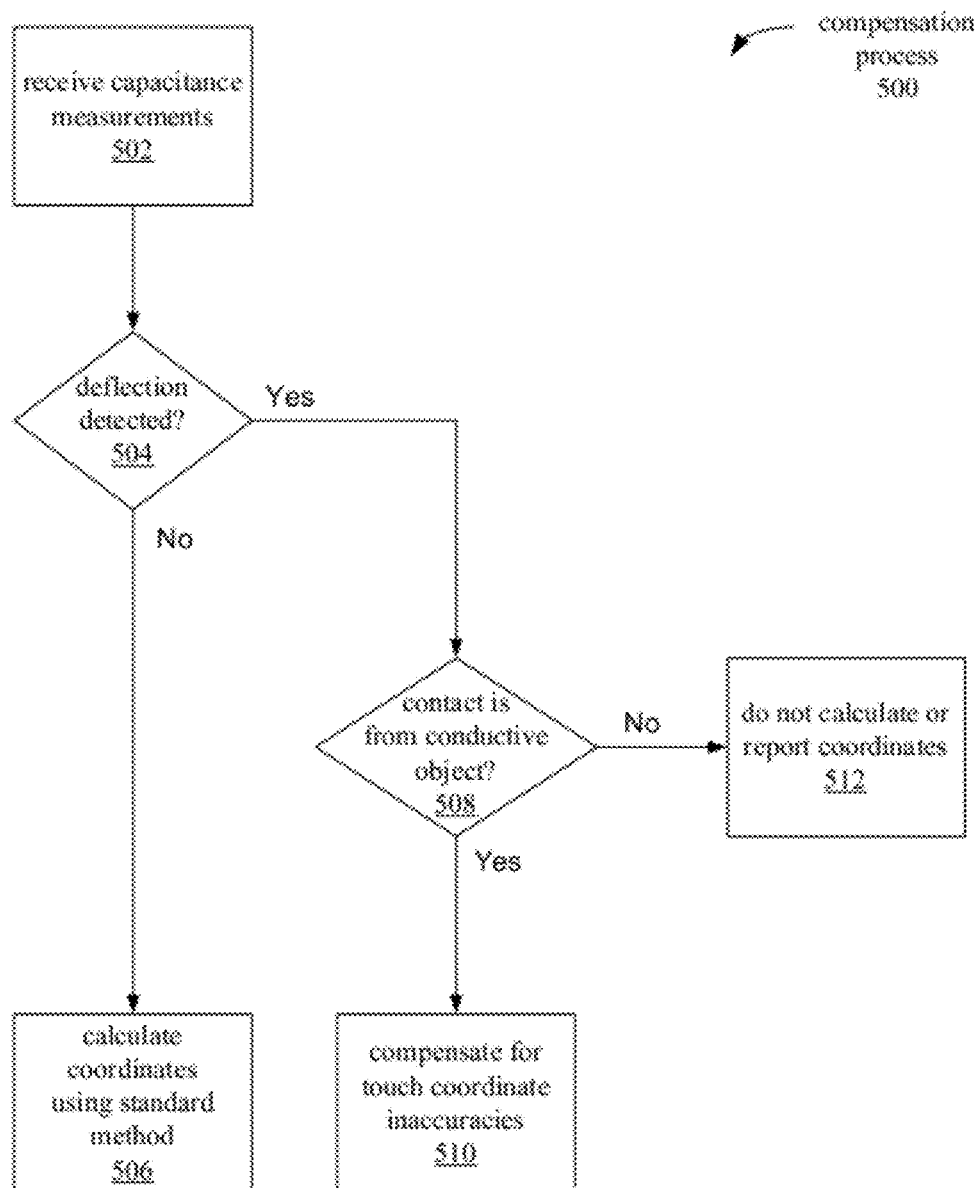 compensation
process
500
receive capacitance
measurements
502
deflection
detected?
504
Yes
No
contact is
from conductive
object?
508
No
Yes
do not calculate or
report coordinates
512
calculate
coordinates
using standard
method
506
compensate for
touch coordinate
inaccuracies
510